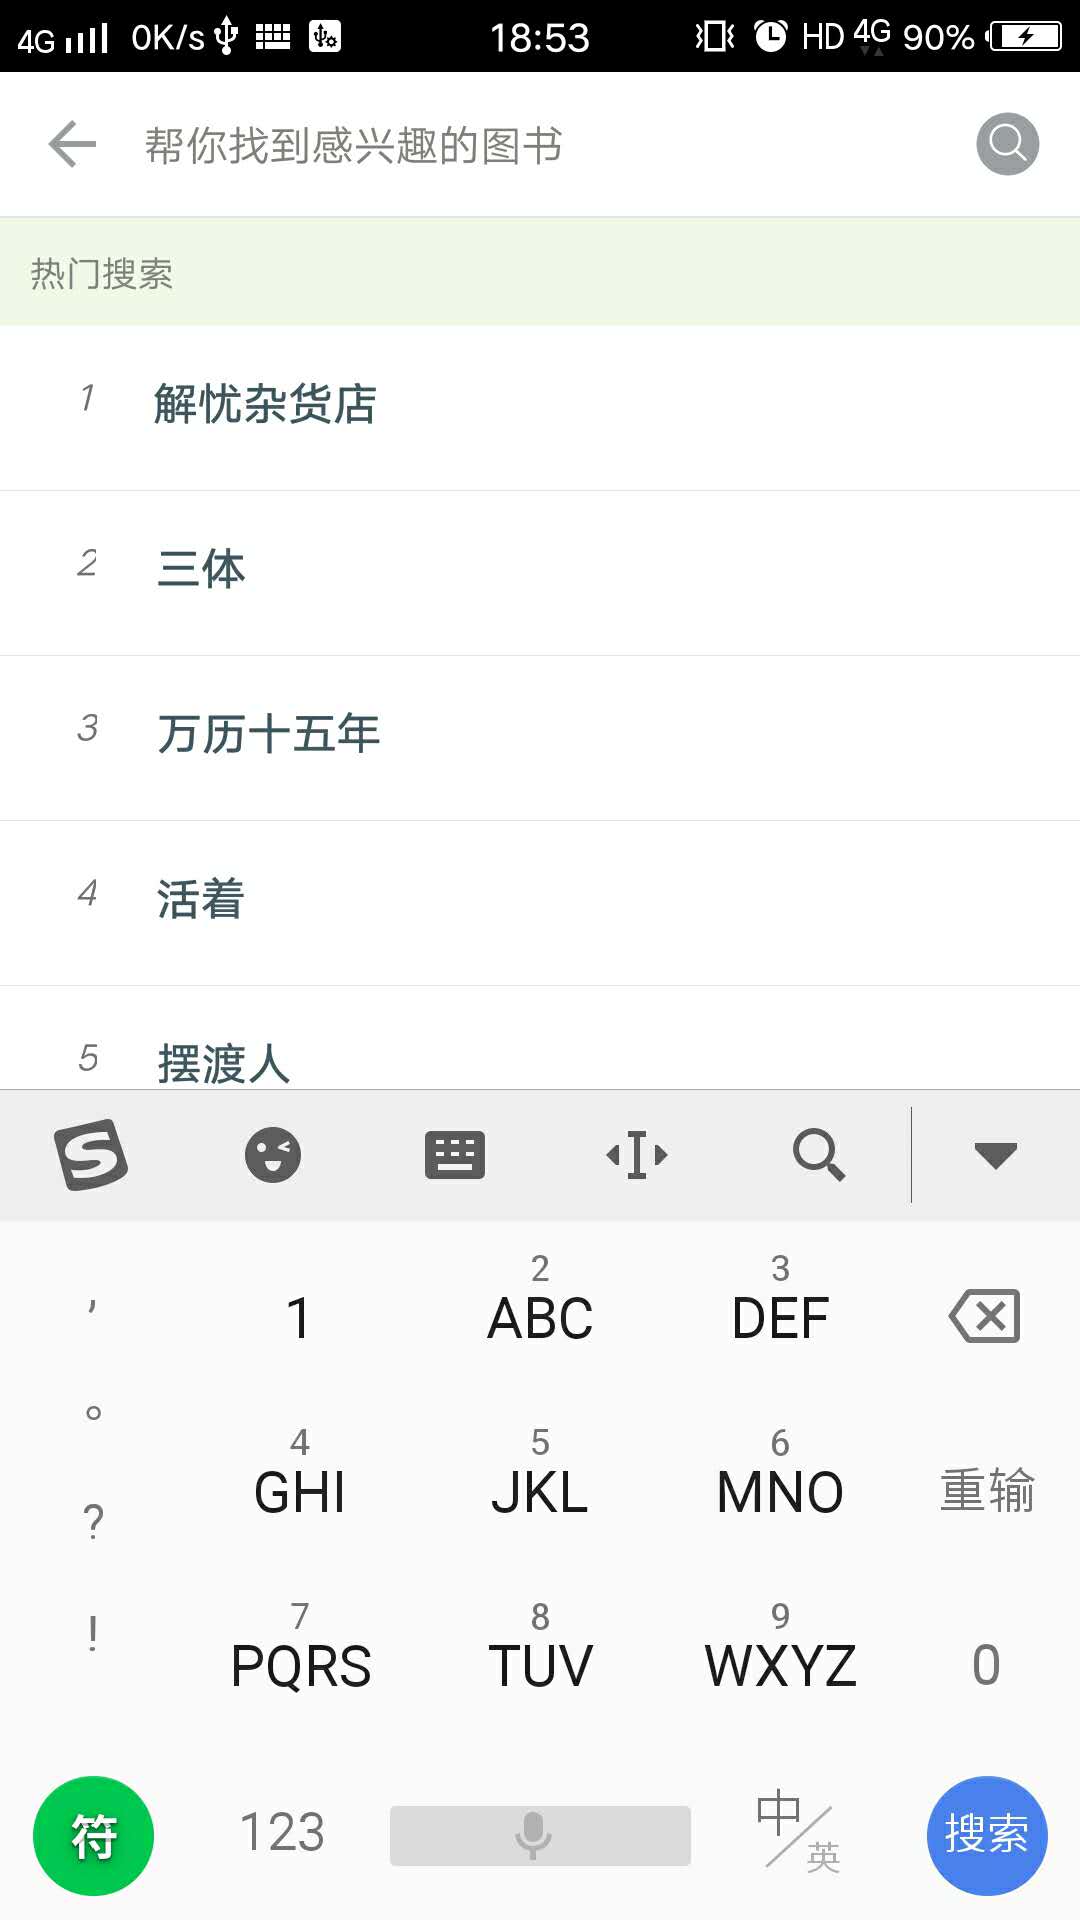 4G 0K/s 18:53 HD 4G 90%
帮你找到感兴趣的图书
热门搜索
1 解忧杂货店
2 三体
3 万历十五年
4 活着
5 摆渡人
2 3
, 1 ABC DEF
。
4 5 6
GHI JKL MNO 重输
?
7 8 9
! PQRS TUV WXYZ 0
符 123 中/英 搜索